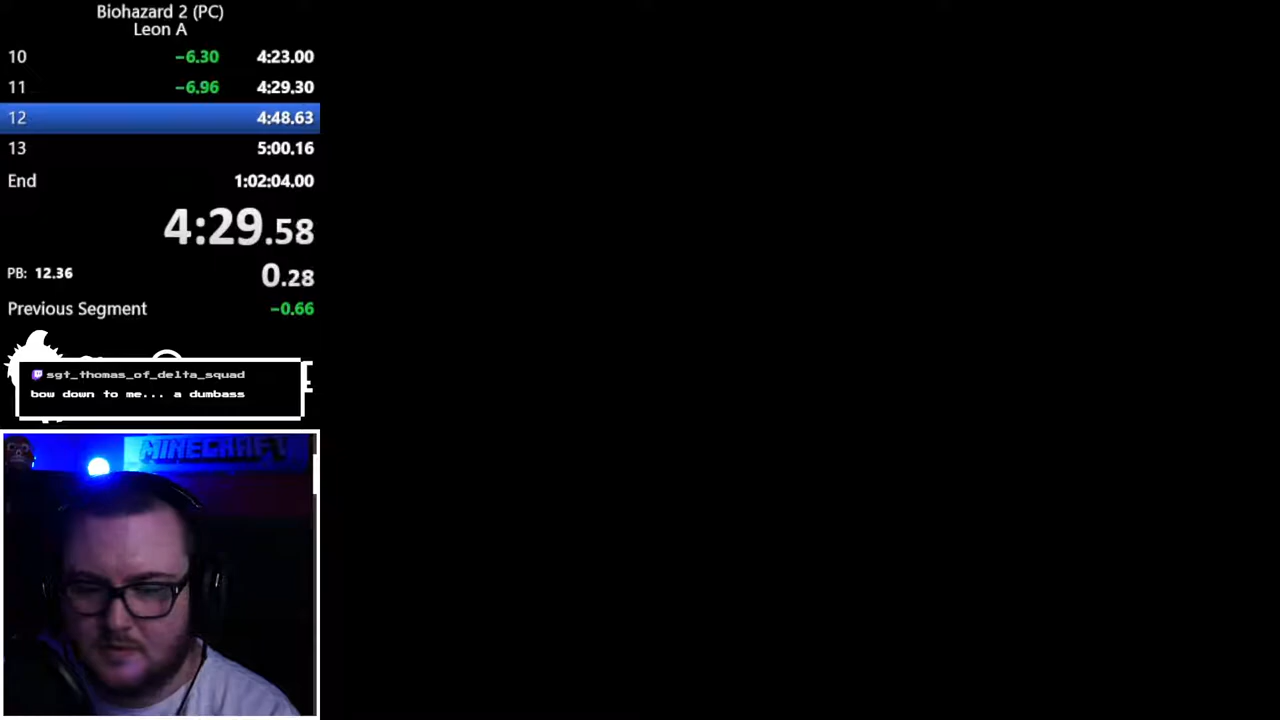 Biohazard 2 (PC)
Leon A
10 −6.30 4:23.00
11 −6.96 4:29.30
12 4:48.63
13 5:00.16
End 1:02:04.00
4:29.58
PB: 12.36 0.28
Previous Segment −0.66
sgt_thomas_of_delta_squad
bow down to me... a dumbass
MINECRAFT